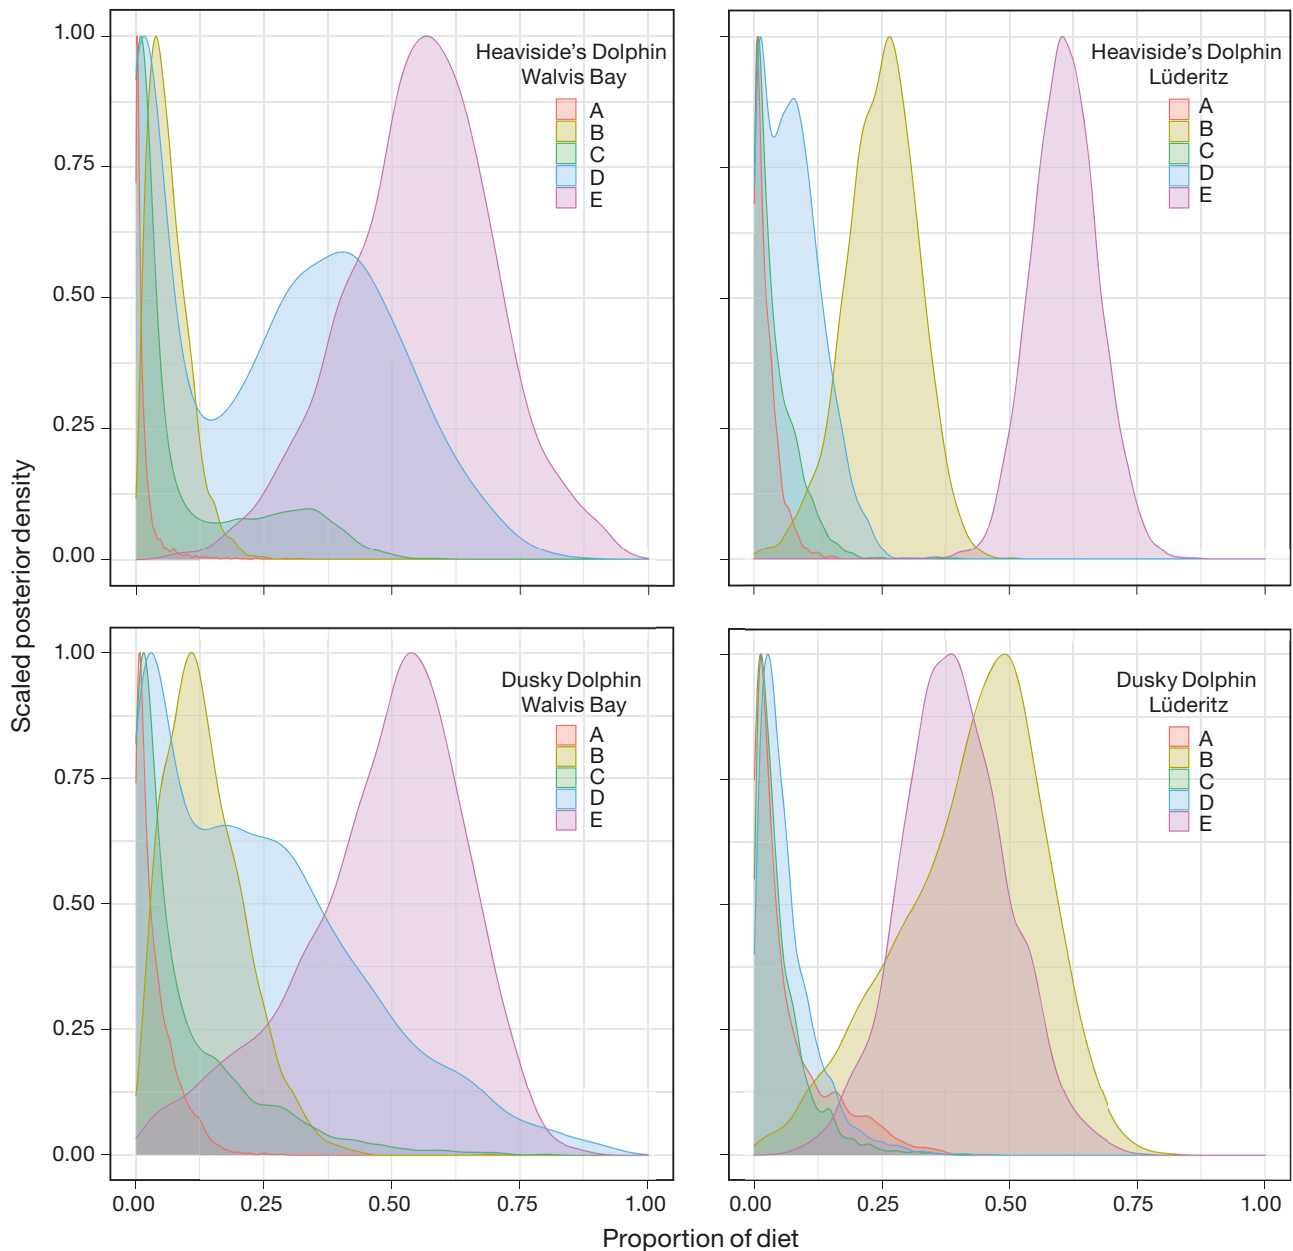 Scaled posterior density
1.00
0.75
0.50
0.25
0.00
Heaviside's Dolphin
Walvis Bay
A
B
C
D
E
Heaviside's Dolphin
Lüderitz
A
B
C
D
E
1.00
0.75
0.50
0.25
0.00
Dusky Dolphin
Walvis Bay
A
B
C
D
E
Dusky Dolphin
Lüderitz
A
B
C
D
E
0.00 0.25 0.50 0.75 1.00
0.00 0.25 0.50 0.75 1.00
Proportion of diet